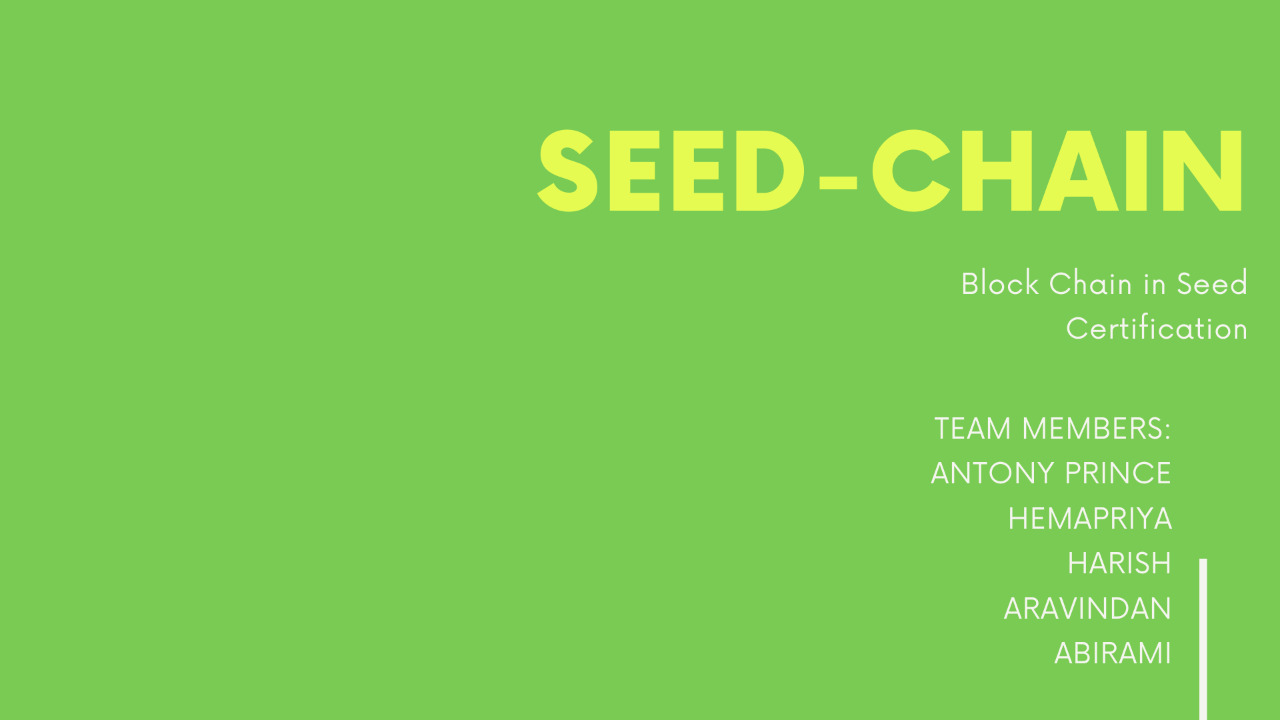 SEED-CHAIN
Block Chain in Seed
Certification
TEAM MEMBERS:
ANTONY PRINCE
HEMAPRIYA
HARISH
ARAVINDAN
ABIRAMI